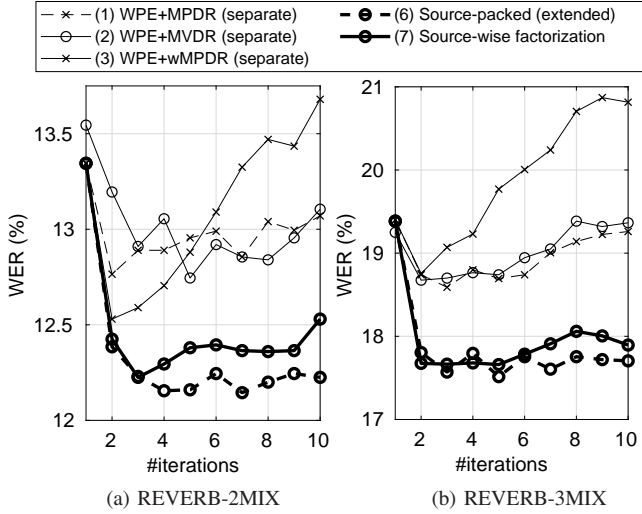 (1) WPE+MPDR (separate)
(2) WPE+MVDR (separate)
(3) WPE+wMPDR (separate)
(6) Source-packed (extended)
(7) Source-wise factorization
13.5
13
12.5
12
WER (%)
2 4 6 8 10
#iterations
(a) REVERB-2MIX
21
20
19
18
17
WER (%)
2 4 6 8 10
#iterations
(b) REVERB-3MIX